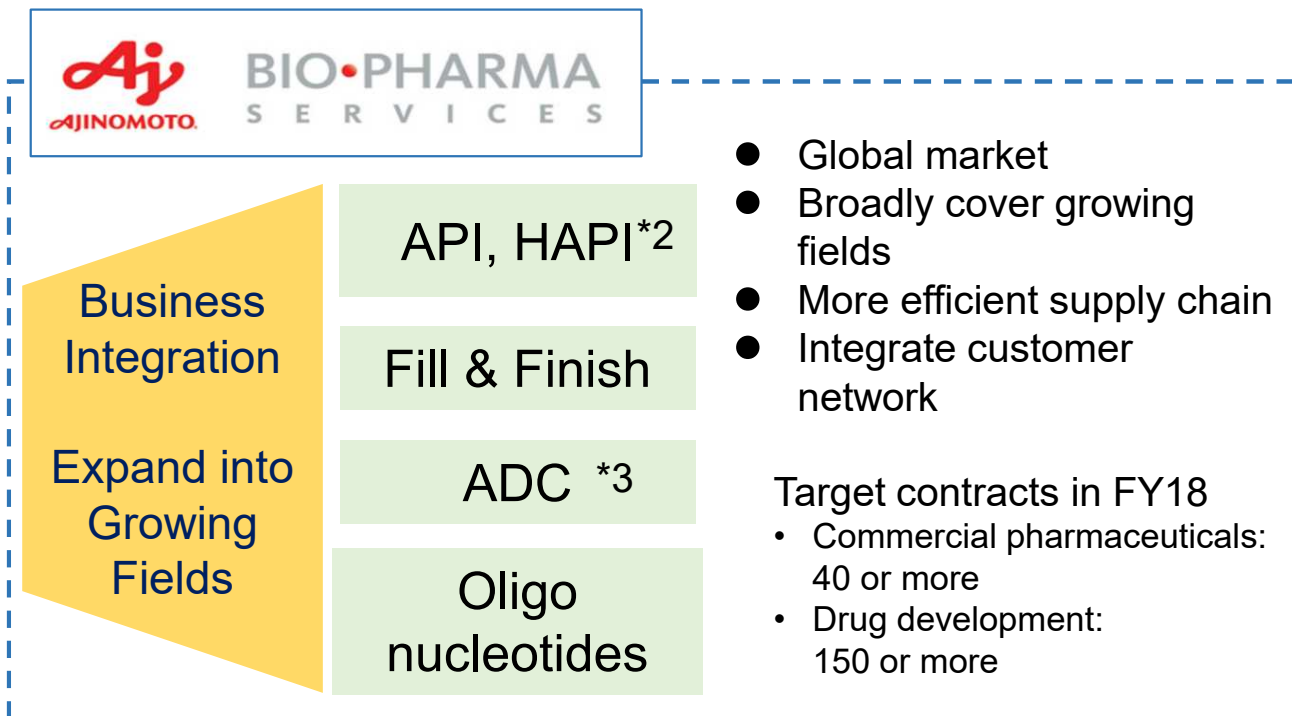 Aj
AJINOMOTO.
BIO•PHARMA
SERVICES
Business
Integration
Expand into
Growing
Fields
API, HAPI*2
Fill & Finish
ADC *3
Oligo
nucleotides
● Global market
● Broadly cover growing
fields
● More efficient supply chain
● Integrate customer
network
Target contracts in FY18
• Commercial pharmaceuticals:
40 or more
• Drug development:
150 or more